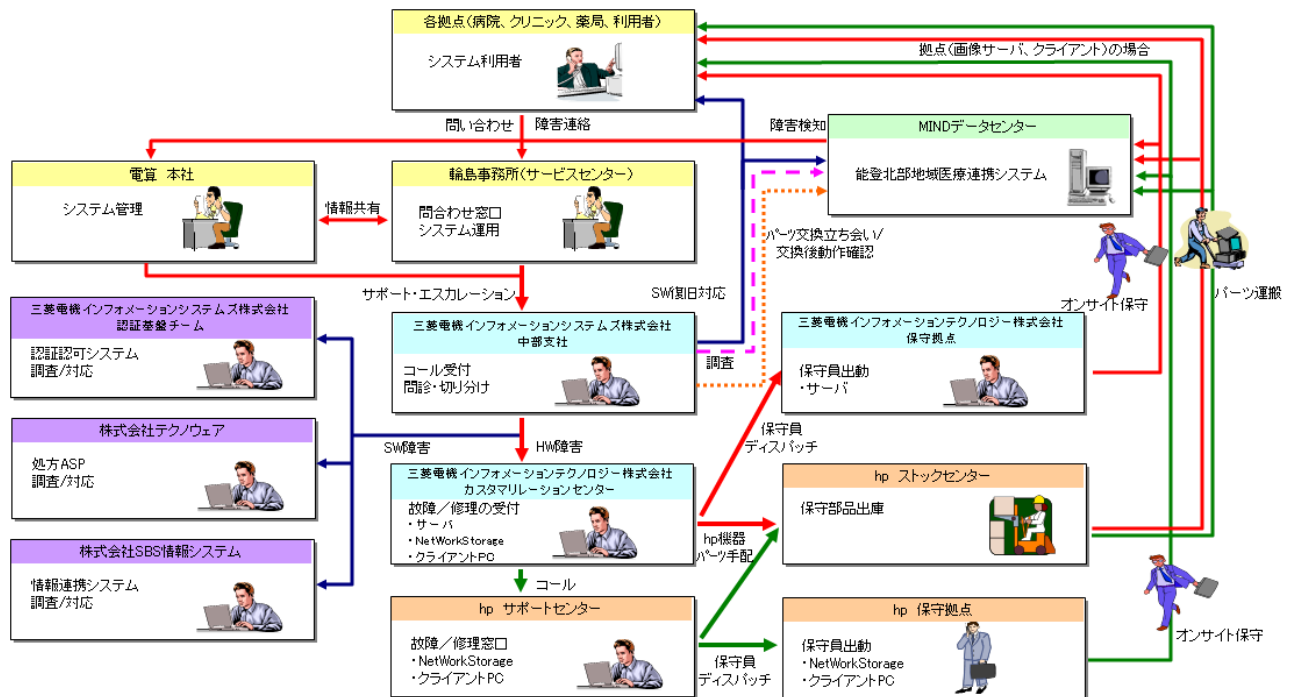 各拠点(病院、クリニック、薬局、利用者)
システム利用者
拠点(画像サーバ、クライアント)の場合
問い合わせ
障害連絡
障害検知
MINDデータセンター
能登北部地域医療連携システム
電算 本社
システム管理
情報共有
輪島事務所(サービスセンター)
問合わせ窓口
システム運用
パーツ交換立ち会い/
交換後動作確認
サポート・エスカレーション
SW復旧対応
オンサイト保守
パーツ運搬
三菱電機インフォメーションシステムズ株式会社
認証基盤チーム
認証認可システム
調査/対応
三菱電機インフォメーションシステムズ株式会社
中部支社
コール受付
問診・切り分け
調査
三菱電機インフォメーションテクノロジー株式会社
保守拠点
保守員出動
・サーバ
株式会社テクノウェア
処方ASP
調査/対応
SW障害
HW障害
保守員
ディスパッチ
三菱電機インフォメーションテクノロジー株式会社
カスタマリレーションセンター
故障/修理の受付
・サーバ
・NetWorkStorage
・クライアントPC
hp機器
パーツ手配
hp ストックセンター
保守部品出庫
株式会社SBS情報システム
情報連携システム
調査/対応
コール
hp サポートセンター
故障/修理窓口
・NetWorkStorage
・クライアントPC
保守員
ディスパッチ
hp 保守拠点
保守員出動
・NetWorkStorage
・クライアントPC
オンサイト保守